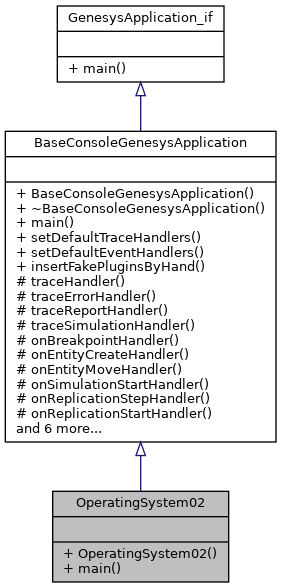 GenesysApplication_if
+ main()
BaseConsoleGenesysApplication
+ BaseConsoleGenesysApplication()
+ ~BaseConsoleGenesysApplication()
+ main()
+ setDefaultTraceHandlers()
+ setDefaultEventHandlers()
+ insertFakePluginsByHand()
# traceHandler()
# traceErrorHandler()
# traceReportHandler()
# traceSimulationHandler()
# onBreakpointHandler()
# onEntityCreateHandler()
# onEntityMoveHandler()
# onSimulationStartHandler()
# onReplicationStepHandler()
# onReplicationStartHandler()
and 6 more...
OperatingSystem02
+ OperatingSystem02()
+ main()